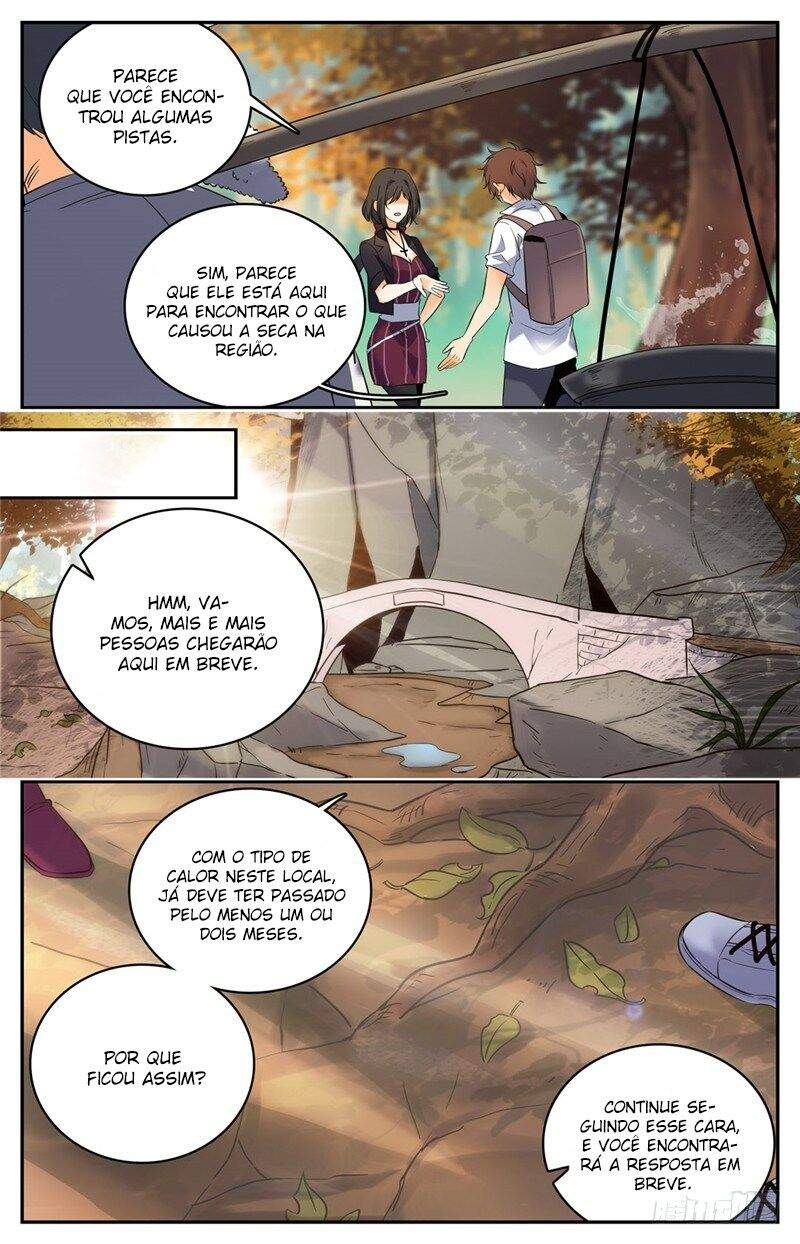 PARECE
QUE VOCÊ ENCON-
TROU ALGUMAS
PISTAS.
SIM, PARECE
QUE ELE ESTÁ AQUI
PARA ENCONTRAR O QUE
CAUSOU A SECA NA
REGIÃO.
HMM, VA-
MOS, MAIS E MAIS
PESSOAS CHEGARÃO
AQUI EM BREVE.
COM O TIPO DE
CALOR NESTE LOCAL,
JÁ DEVE TER PASSADO
PELO MENOS UM OU
DOIS MESES.
POR QUE
FICOU ASSIM?
CONTINUE SE-
GUINDO ESSE CARA,
E VOCÊ ENCONTRA-
RÁ A RESPOSTA EM
BREVE.